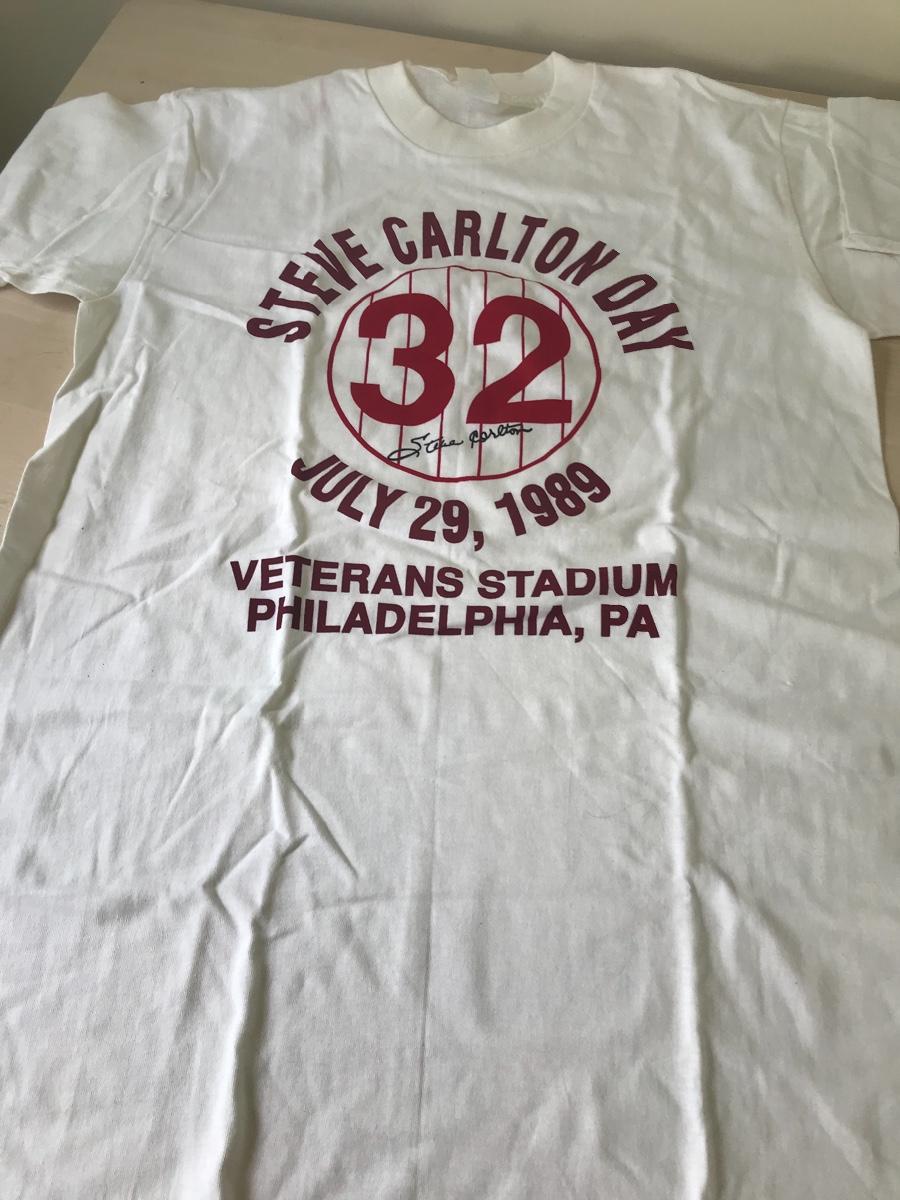 STEVE CARLTON DAY
32
Steve Carlton
JULY 29, 1989
VETERANS STADIUM
PHILADELPHIA, PA